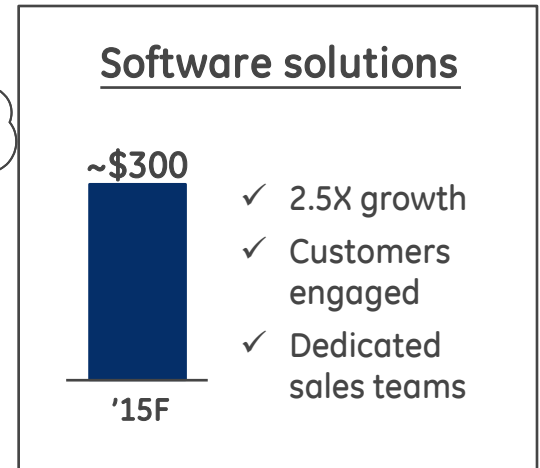 Software solutions
~$300
✓ 2.5X growth
✓ Customers
engaged
✓ Dedicated
sales teams
'15F